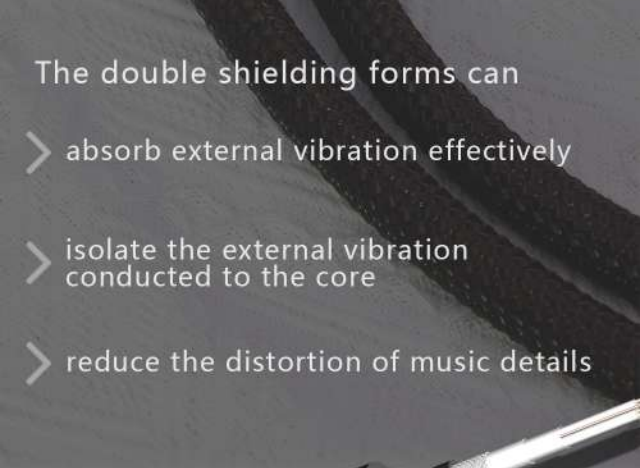 The double shielding forms can
absorb external vibration effectively
isolate the external vibration
conducted to the core
reduce the distortion of music details